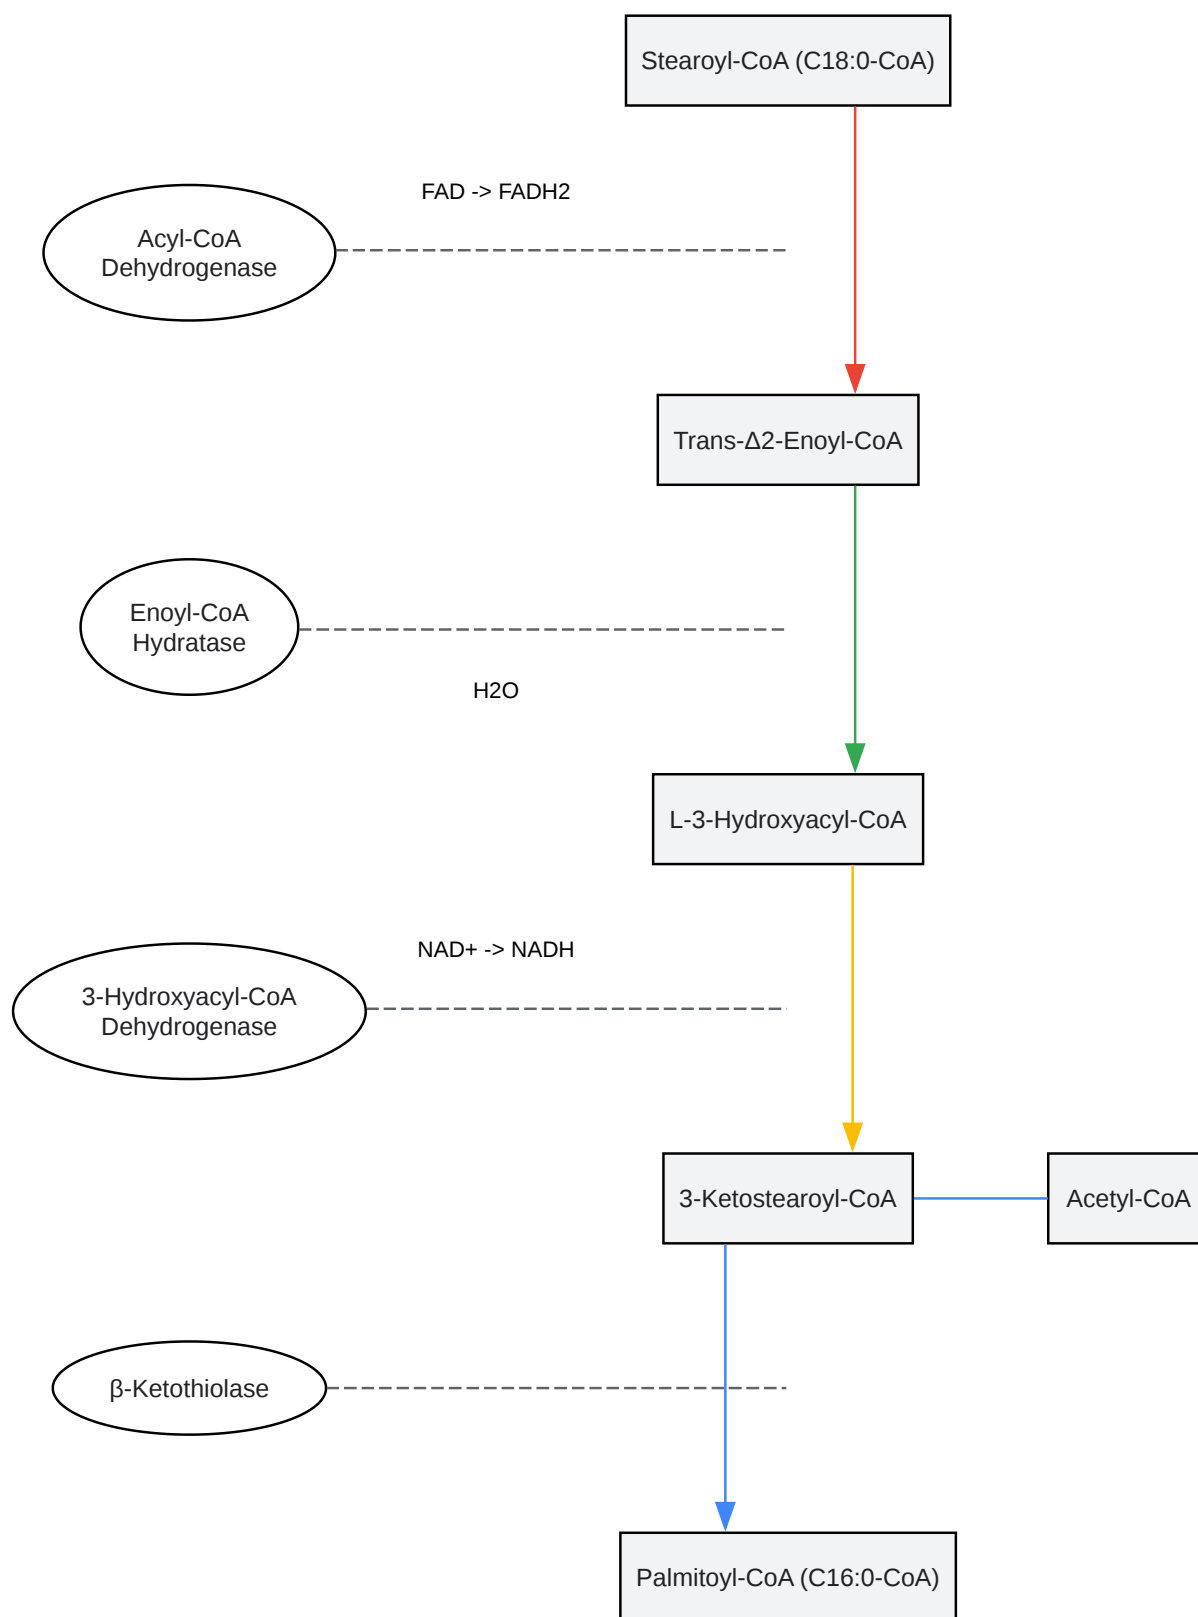 Stearoyl-CoA (C18:0-CoA)
FAD -> FADH2
Acyl-CoA
Dehydrogenase
Trans-Δ2-Enoyl-CoA
Enoyl-CoA
Hydratase
H2O
L-3-Hydroxyacyl-CoA
NAD+ -> NADH
3-Hydroxyacyl-CoA
Dehydrogenase
3-Ketostearoyl-CoA
Acetyl-CoA
β-Ketothiolase
Palmitoyl-CoA (C16:0-CoA)